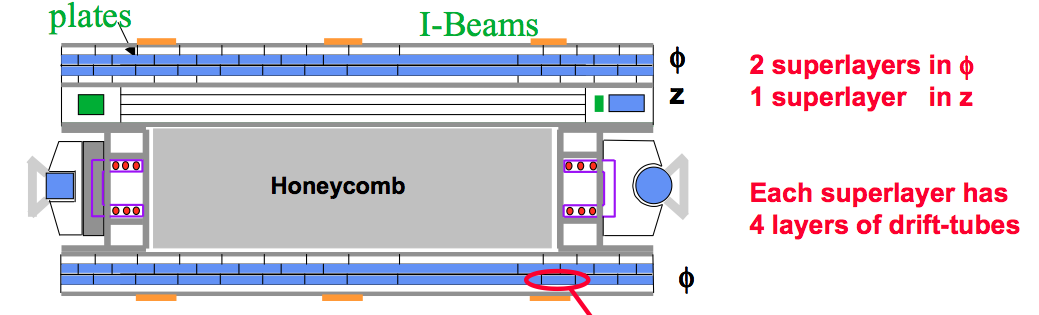 plates
I-Beams
ϕ
z
2 superlayers in ϕ
1 superlayer in z
Honeycomb
Each superlayer has
4 layers of drift-tubes
ϕ